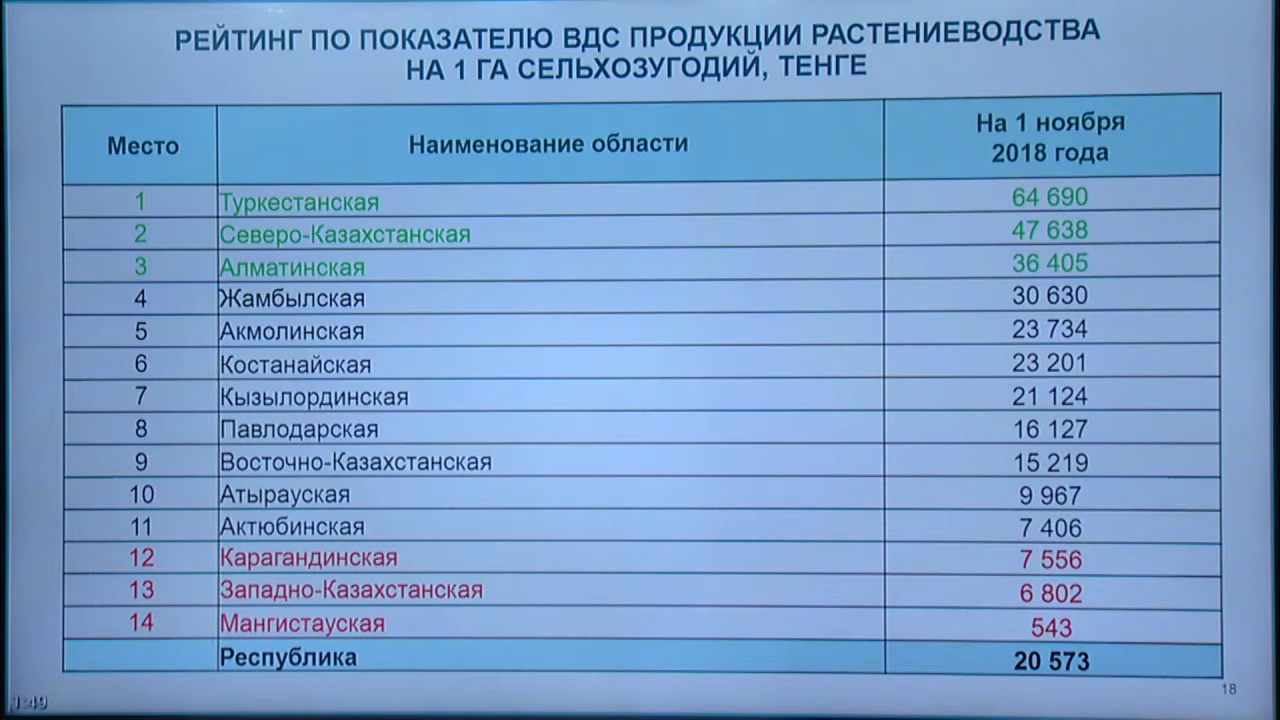 РЕЙТИНГ ПО ПОКАЗАТЕЛЮ ВДС ПРОДУКЦИИ РАСТЕНИЕВОДСТВА
НА 1 ГА СЕЛЬХОЗУГОДИЙ, ТЕНГЕ
Место Наименование области На 1 ноября
2018 года
1 Туркестанская 64 690
2 Северо-Казахстанская 47 638
3 Алматинская 36 405
4 Жамбылская 30 630
5 Акмолинская 23 734
6 Костанайская 23 201
7 Кызылординская 21 124
8 Павлодарская 16 127
9 Восточно-Казахстанская 15 219
10 Атырауская 9 967
11 Актюбинская 7 406
12 Карагандинская 7 556
13 Западно-Казахстанская 6 802
14 Мангистауская 543
Республика 20 573
18
1:49